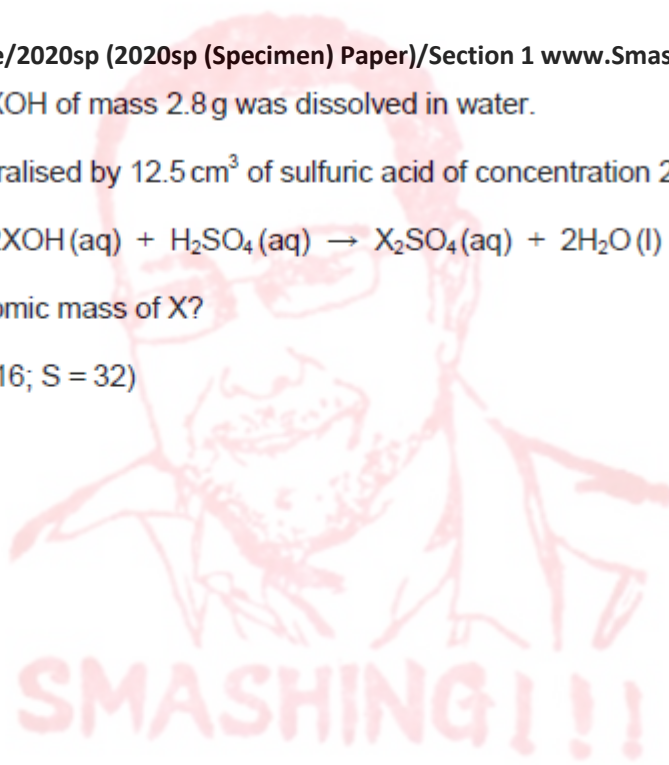 e/2020sp (2020sp (Specimen) Paper)/Section 1 www.Smas
XOH of mass 2.8 g was dissolved in water.
ralised by 12.5 cm³ of sulfuric acid of concentration 2
2XOH (aq) + H₂SO₄ (aq) → X₂SO₄ (aq) + 2H₂O (l)
omic mass of X?
16; S = 32)
SMASHING!!!